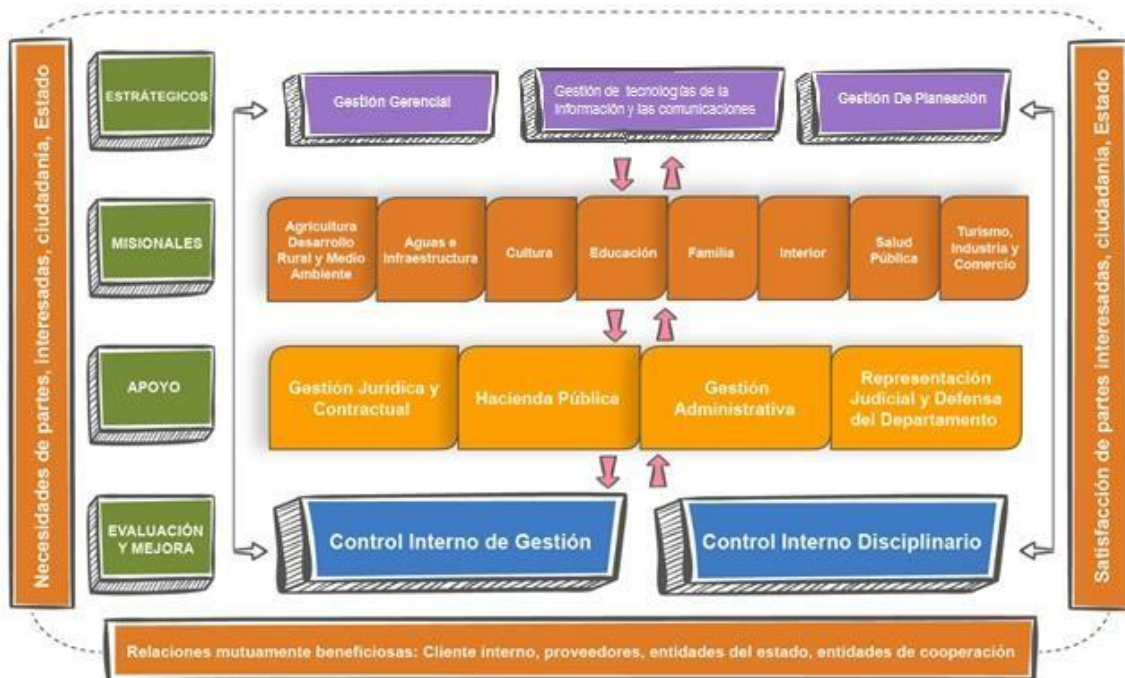 Necesidades de partes, interesadas, ciudadanía, Estado
ESTRÁTEGICOS
Gestión Gerencial
Gestión de tecnologías de la
información y las comunicaciones
Gestión De Planeación
MISIONALES
Agricultura
Desarrollo
Rural y Medio
Ambiente
Aguas e
Infraestructura
Cultura
Educación
Família
Interior
Salud
Pública
Turismo,
Industria y
Comercio
APOYO
Gestión Jurídica y
Contractual
Hacienda Pública
Gestión
Administrativa
Representación
Judicial y Defensa
del Departamento
EVALUACIÓN
Y MEJORA
Control Interno de Gestión
Control Interno Disciplinario
Satisfacción de partes interesadas, ciudadanía, Estado
Relaciones mutuamente beneficiosas: Cliente interno, proveedores, entidades del estado, entidades de cooperación